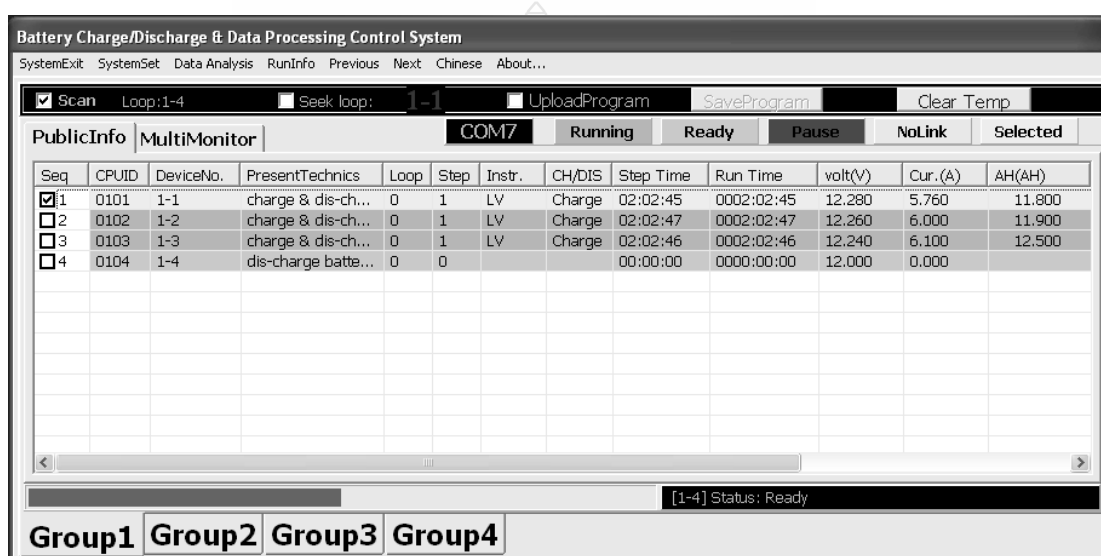 Battery Charge/Discharge & Data Processing Control System
SystemExit SystemSet Data Analysis RunInfo Previous Next Chinese About...
Scan Loop:1-4 Seek loop: 1-1 UploadProgram SaveProgram Clear Temp
PublicInfo MultiMonitor COM7 Running Ready Pause NoLink Selected
Seq CPUID DeviceNo. PresentTechnics Loop Step Instr. CH/DIS Step Time Run Time volt(V) Cur.(A) AH(AH)
1 0101 1-1 charge & dis-ch... 0 1 LV Charge 02:02:45 0002:02:45 12.280 5.760 11.800
2 0102 1-2 charge & dis-ch... 0 1 LV Charge 02:02:47 0002:02:47 12.260 6.000 11.900
3 0103 1-3 charge & dis-ch... 0 1 LV Charge 02:02:46 0002:02:46 12.240 6.100 12.500
4 0104 1-4 dis-charge batte... 0 0 00:00:00 0000:00:00 12.000 0.000
[1-4] Status: Ready
Group1 Group2 Group3 Group4